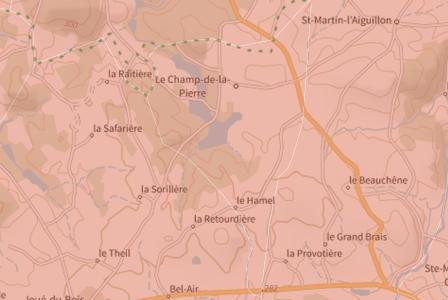 300
St-Martin-l'Aiguillon
la Raitière
Le Champ-de-la-
Pierre
la Safarière
le Beauchêne
la Sorillère
le Hamel
la Retourdière
le Grand Brais
le Theil
la Provotière
Ste-M
Bel-Air
282
Joué-du-Bois